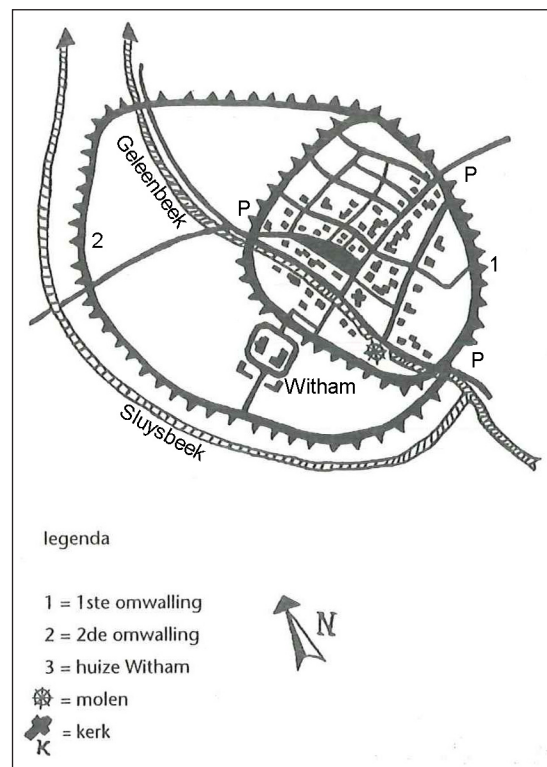 Geleenbeek
P
P
2
1
P
Witham
Sluysbeek
legenda
1 = 1ste omwalling
2 = 2de omwalling
3 = huize Witham
= molen
= kerk
K
N